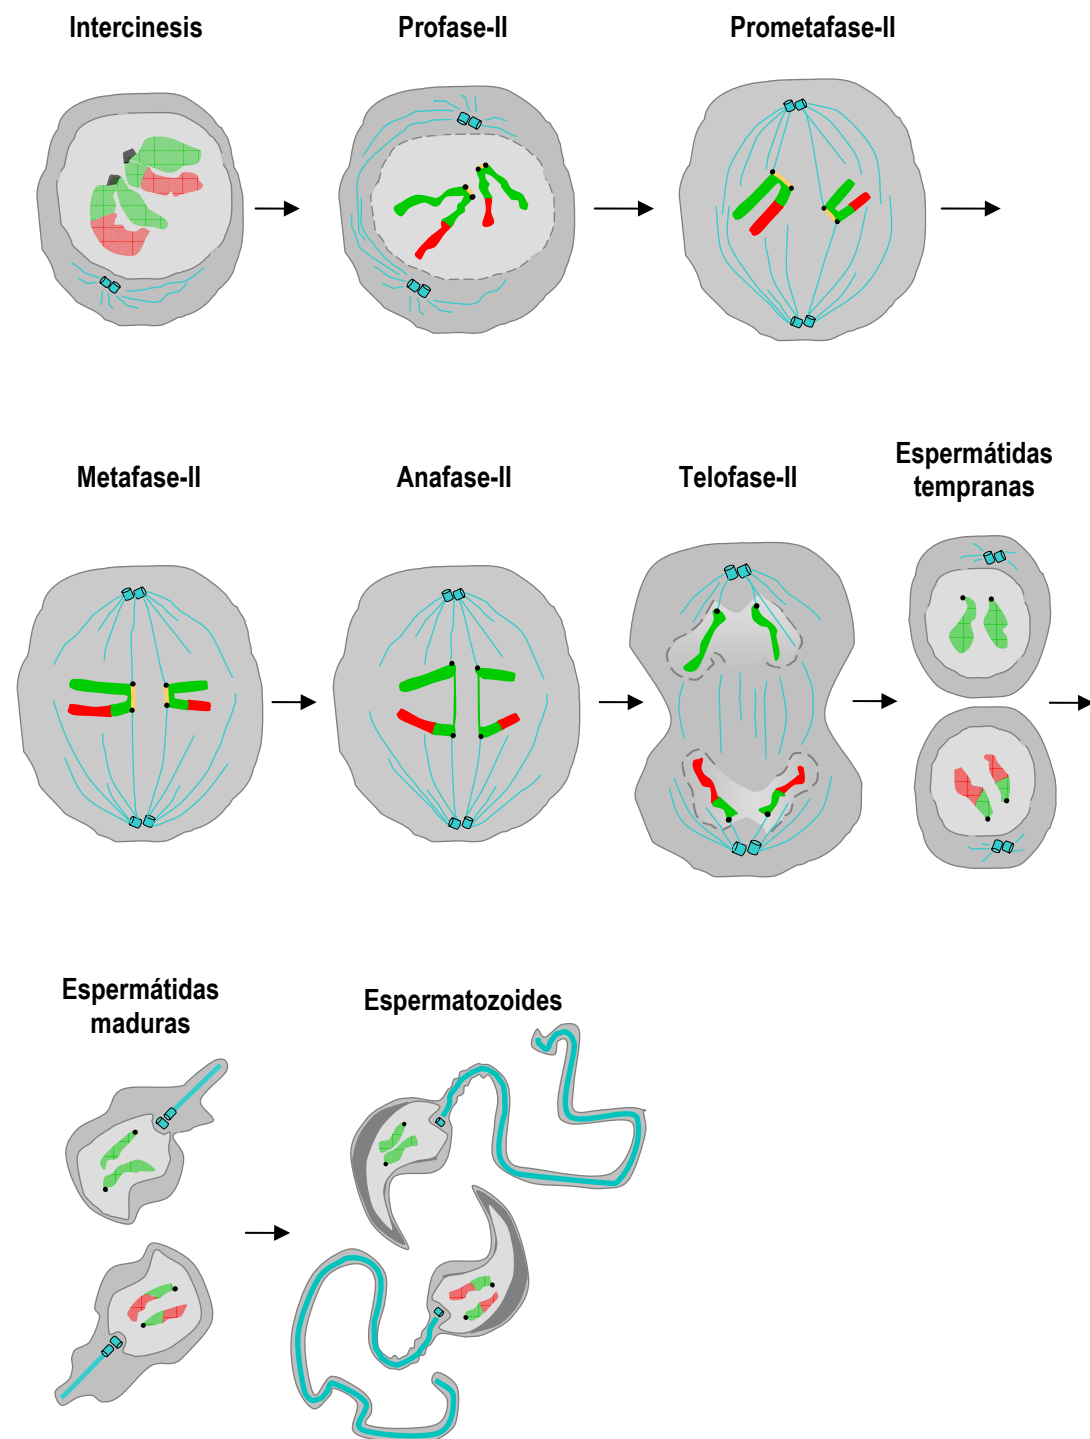 Intercinesis
Profase-II
Prometafase-II
Metafase-II
Anafase-II
Telofase-II
Espermátidas
tempranas
Espermátidas
maduras
Espermatozoides